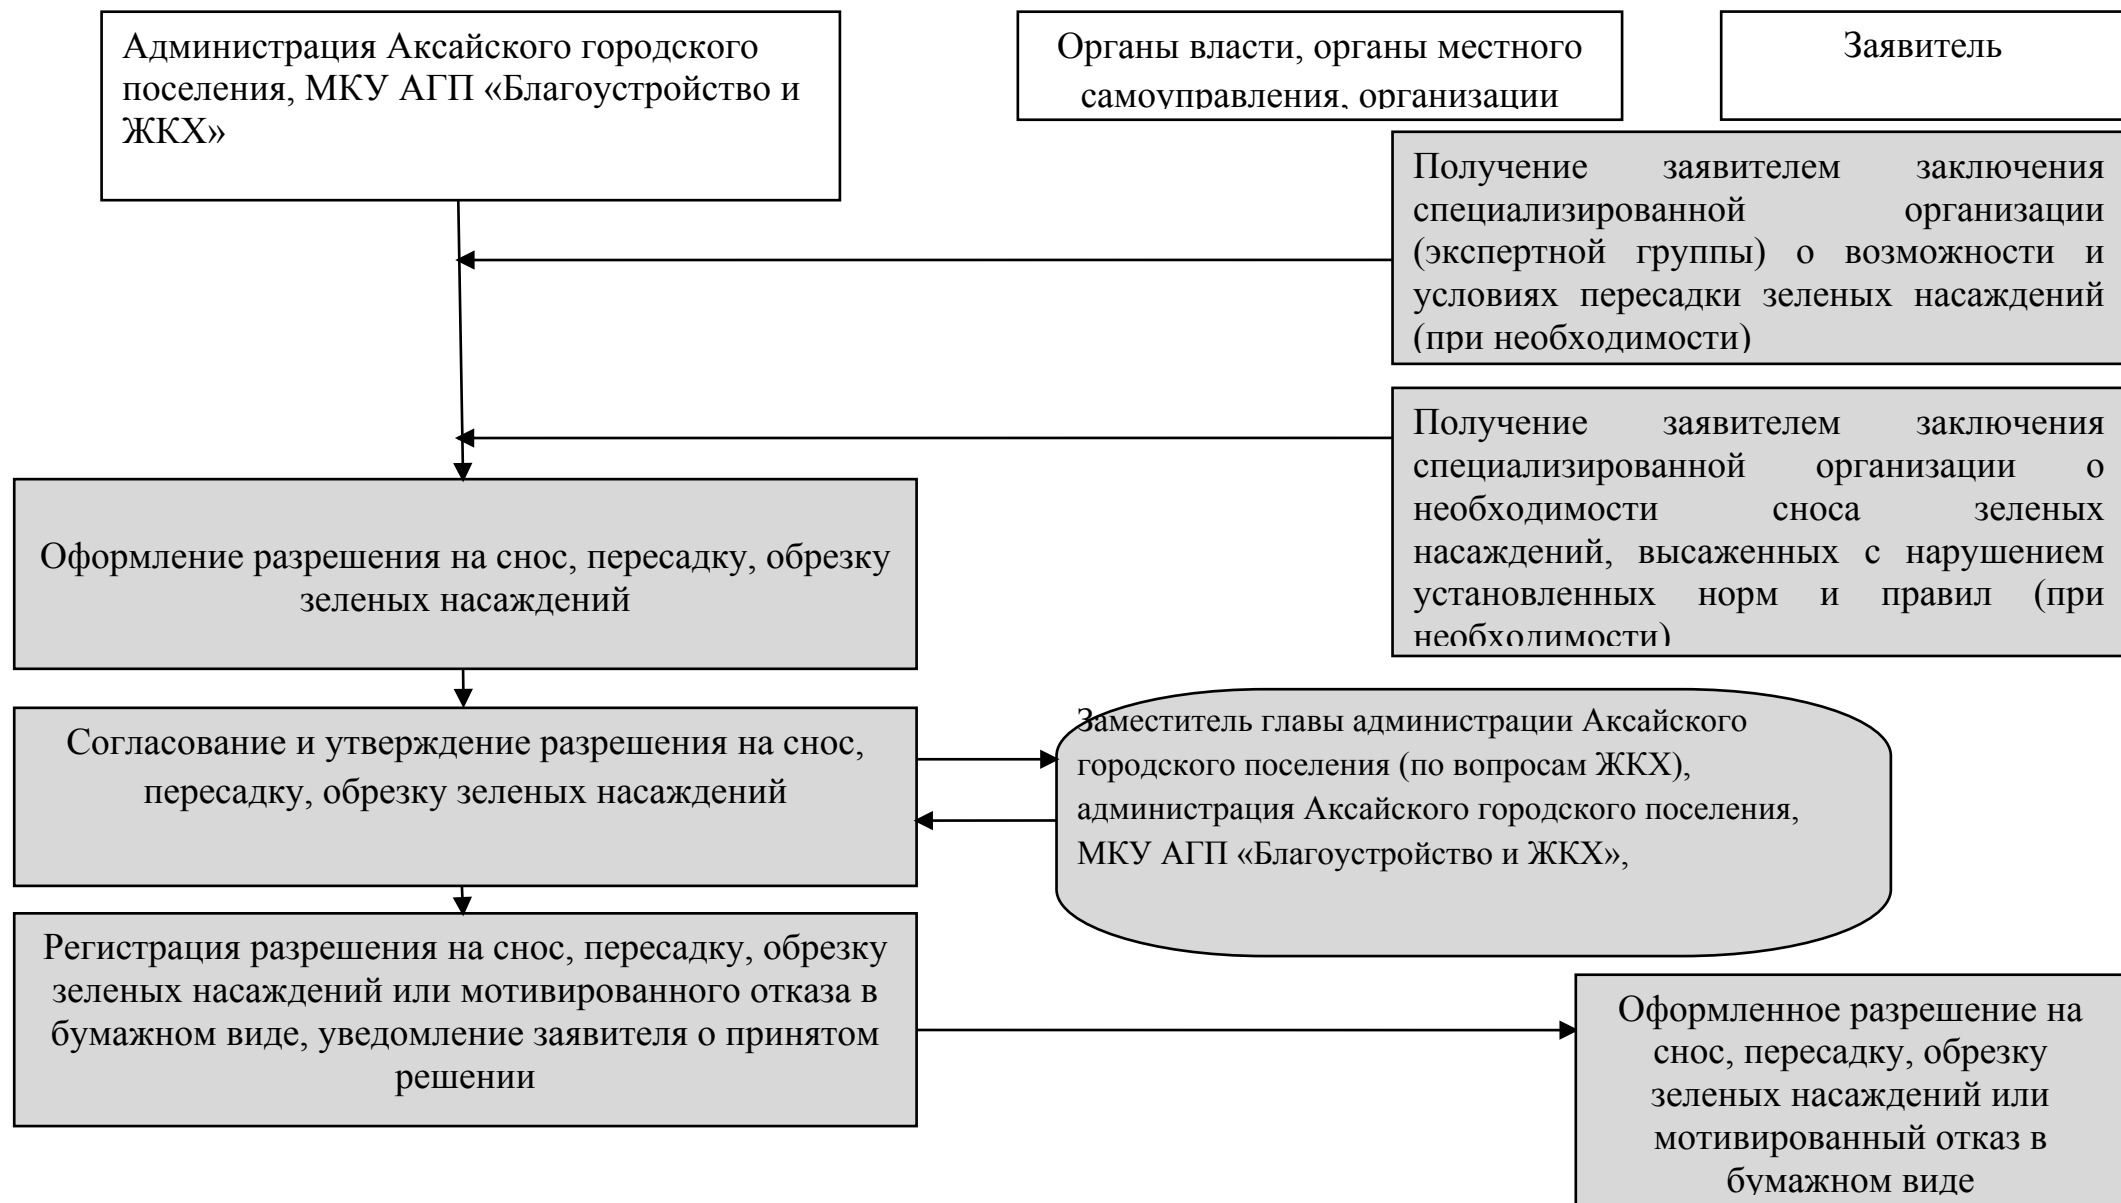 Администрация Аксайского городского
поселения, МКУ АГП «Благоустройство и
ЖКХ»
Органы власти, органы местного
самоуправления, организации
Заявитель
Получение заявителем заключения
специализированной организации
(экспертной группы) о возможности и
условиях пересадки зеленых насаждений
(при необходимости)
Получение заявителем заключения
специализированной организации о
необходимости сноса зеленых
насаждений, высаженных с нарушением
установленных норм и правил (при
необходимости)
Оформление разрешения на снос, пересадку, обрезку
зеленых насаждений
Согласование и утверждение разрешения на снос,
пересадку, обрезку зеленых насаждений
Заместитель главы администрации Аксайского
городского поселения (по вопросам ЖКХ),
администрация Аксайского городского поселения,
МКУ АГП «Благоустройство и ЖКХ»,
Регистрация разрешения на снос, пересадку, обрезку
зеленых насаждений или мотивированного отказа в
бумажном виде, уведомление заявителя о принятом
решении
Оформленное разрешение на
снос, пересадку, обрезку
зеленых насаждений или
мотивированный отказ в
бумажном виде